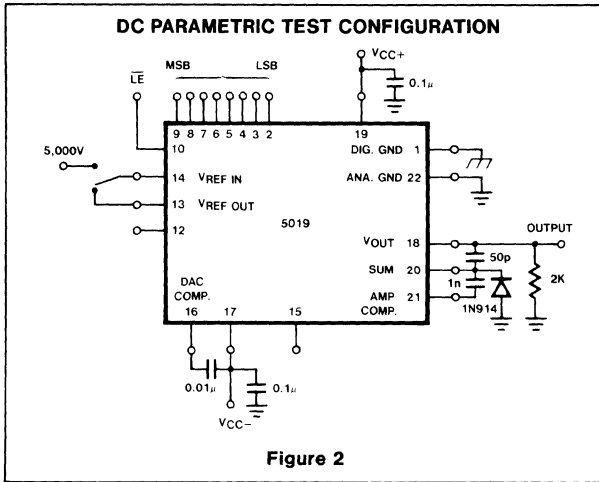 DC PARAMETRIC TEST CONFIGURATION
VCC+
MSB LSB
LE
0.1μ
9 8 7 6 5 4 3 2 19
10 DIG. GND 1
5,000V
14 VREF IN ANA. GND 22
13 VREF OUT
5019
12 VOUT 18 OUTPUT
50p
SUM 20
1n 2K
DAC COMP. AMP COMP. 21
1N914
16 17 15
0.01μ 0.1μ
VCC-
Figure 2